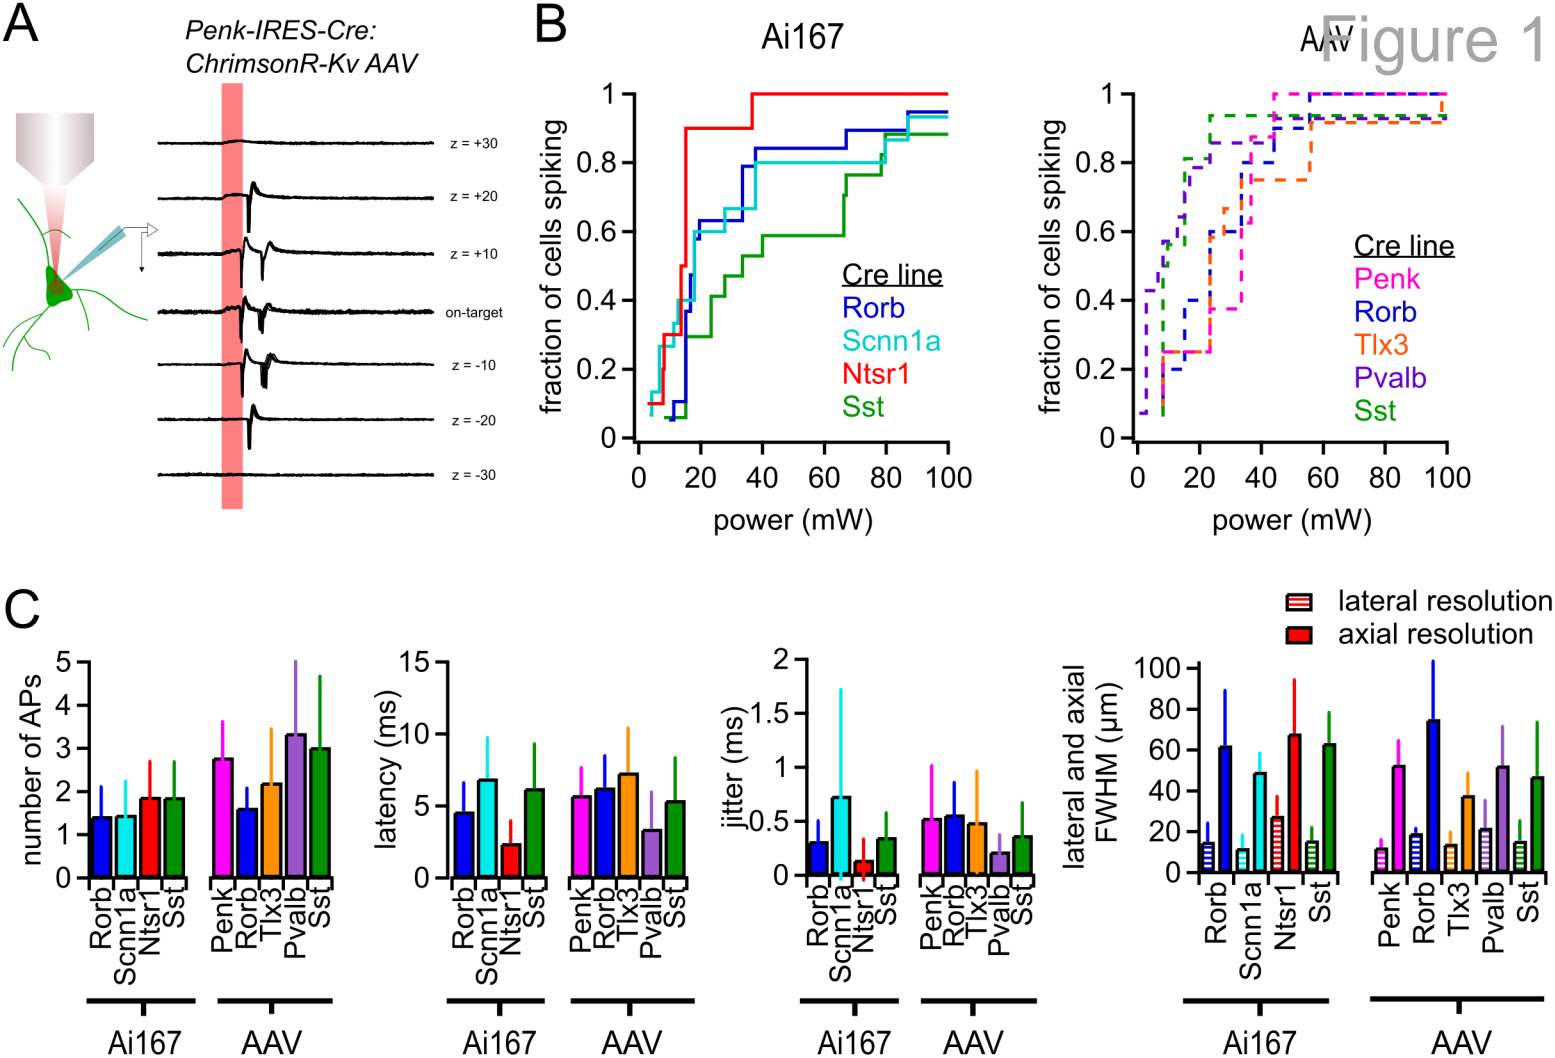 A
Penk-IRES-Cre:
ChrimsonR-Kv AAV
z = +30
z = +20
z = +10
on-target
z = -10
z = -20
z = -30
B
Ai167
fraction of cells spiking
1
0.8
0.6
0.4
0.2
0
0 20 40 60 80 100
power (mW)
Cre line
Rorb
Scnn1a
Ntsr1
Sst
AAV
Figure 1
fraction of cells spiking
1
0.8
0.6
0.4
0.2
0
0 20 40 60 80 100
power (mW)
Cre line
Penk
Rorb
Tlx3
Pvalb
Sst
C
number of APs
5
4
3
2
1
0
Rorb
Scnn1a
Ntsr1
Sst
Penk
Rorb
Tlx3
Pvalb
Sst
Ai167
AAV
latency (ms)
15
10
5
0
Rorb
Scnn1a
Ntsr1
Sst
Penk
Rorb
Tlx3
Pvalb
Sst
Ai167
AAV
jitter (ms)
2
1.5
1
0.5
0
Rorb
Scnn1a
Ntsr1
Sst
Penk
Rorb
Tlx3
Pvalb
Sst
Ai167
AAV
lateral resolution
axial resolution
lateral and axial
FWHM (µm)
100
80
60
40
20
0
Rorb
Scnn1a
Ntsr1
Sst
Penk
Rorb
Tlx3
Pvalb
Sst
Ai167
AAV